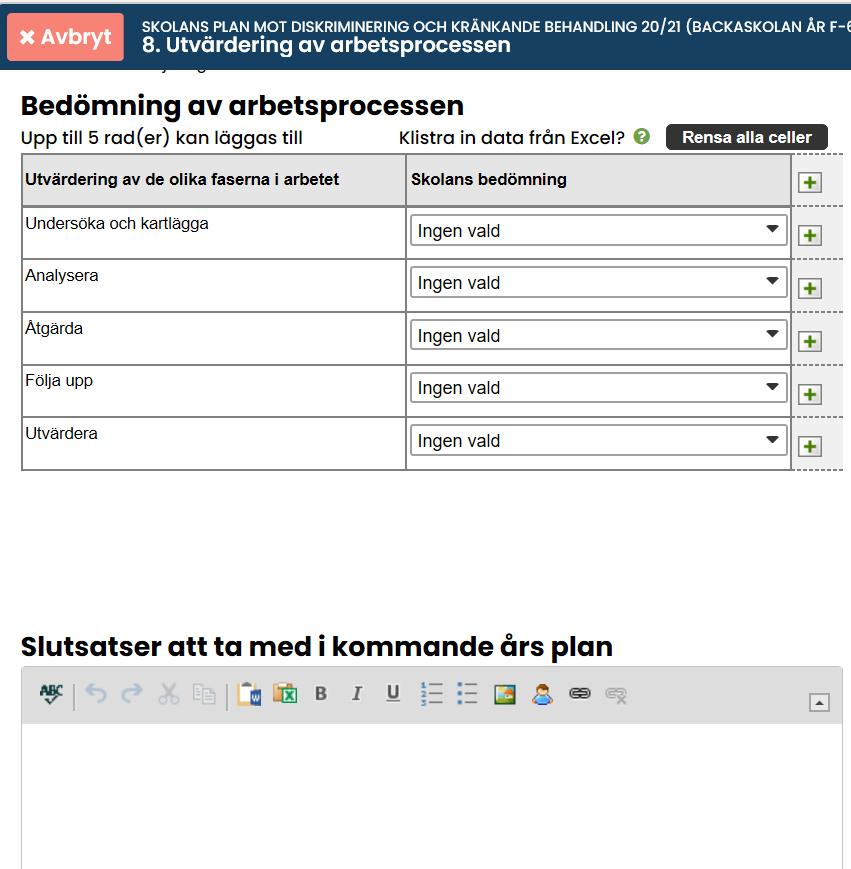 Avbryt
SKOLANS PLAN MOT DISKRIMINERING OCH KRÄNKANDE BEHANDLING 20/21 (BACKASKOLAN ÅR F-6
8. Utvärdering av arbetsprocessen
Bedömning av arbetsprocessen
Upp till 5 rad(er) kan läggas till
Klistra in data från Excel?
Rensa alla celler
Utvärdering av de olika faserna i arbetet
Skolans bedömning
Undersöka och kartlägga
Ingen vald
Analysera
Ingen vald
Åtgärda
Ingen vald
Följa upp
Ingen vald
Utvärdera
Ingen vald
Slutsatser att ta med i kommande års plan
ABC
B I U